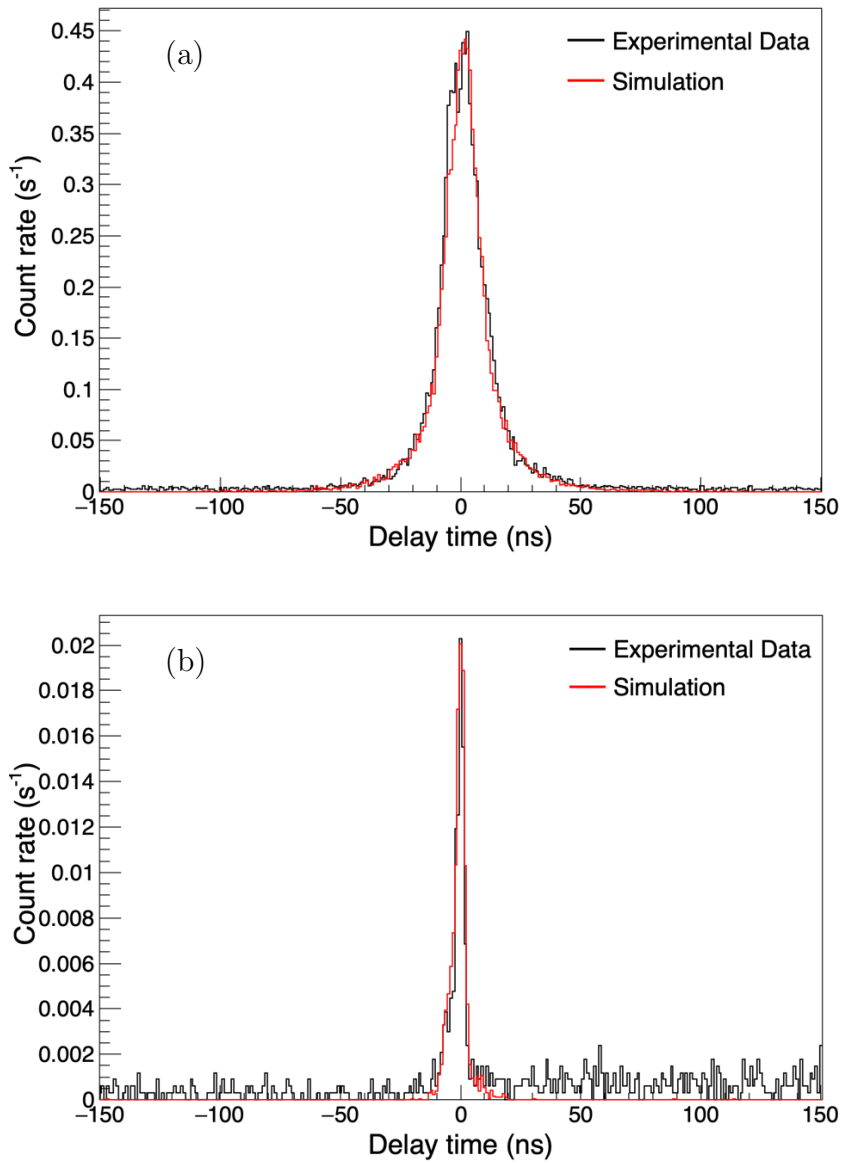 (a)
Experimental Data
Simulation
Count rate (s⁻¹)
0.45
0.4
0.35
0.3
0.25
0.2
0.15
0.1
0.05
0
−150 −100 −50 0 50 100 150
Delay time (ns)
(b)
Experimental Data
Simulation
Count rate (s⁻¹)
0.02
0.018
0.016
0.014
0.012
0.01
0.008
0.006
0.004
0.002
0
−150 −100 −50 0 50 100 150
Delay time (ns)